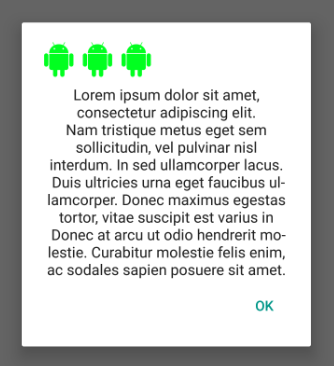 Lorem ipsum dolor sit amet,
consectetur adipiscing elit.
Nam tristique metus eget sem
sollicitudin, vel pulvinar nisl
interdum. In sed ullamcorper lacus.
Duis ultricies urna eget faucibus ul-
lamcorper. Donec maximus egestas
tortor, vitae suscipit est varius in
Donec at arcu ut odio hendrerit mo-
lestie. Curabitur molestie felis enim,
ac sodales sapien posuere sit amet.
OK